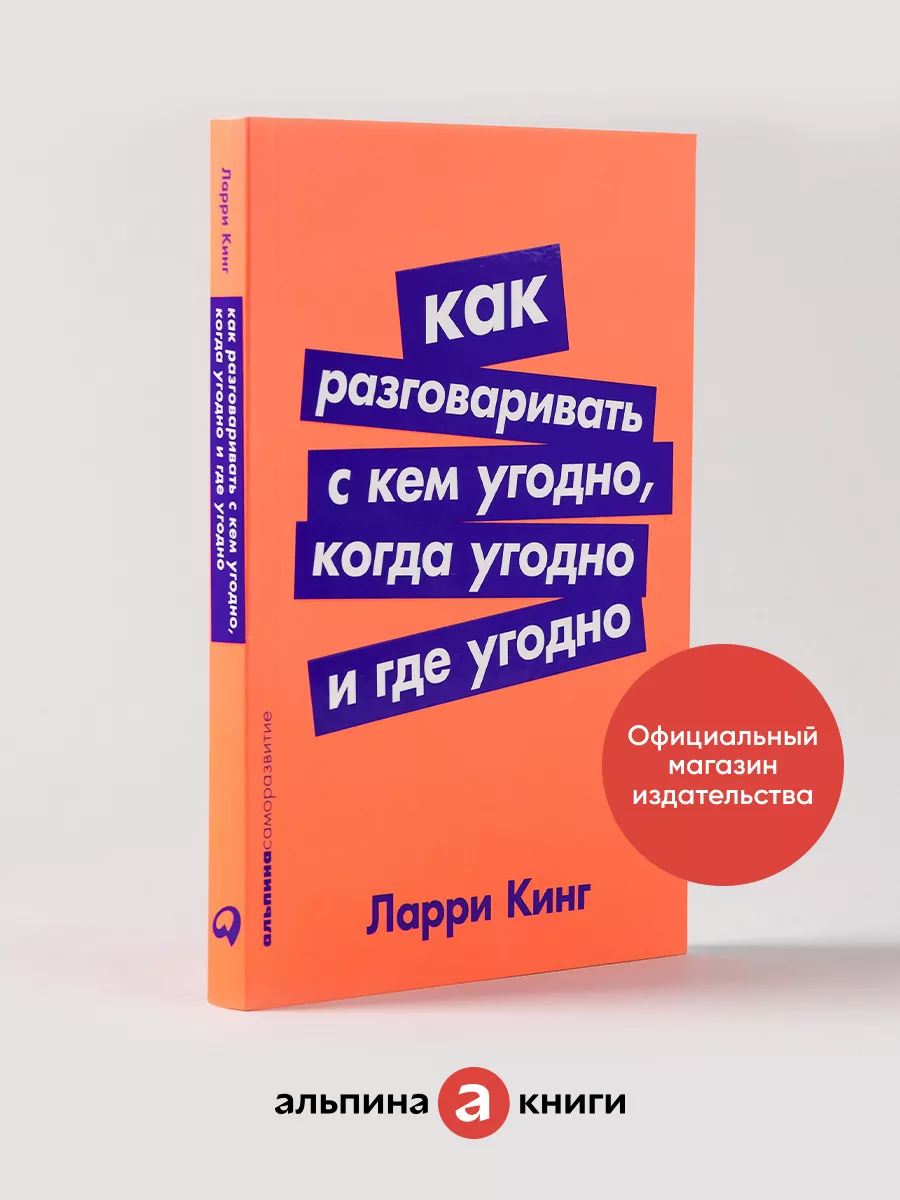 Ларри Кинг
как разговаривать с кем угодно,
когда угодно и где угодно
как
разговаривать
с кем угодно,
когда угодно
и где угодно
альпинасаморазвитие
Ларри Кинг
Официальный
магазин
издательства
альпина а книги